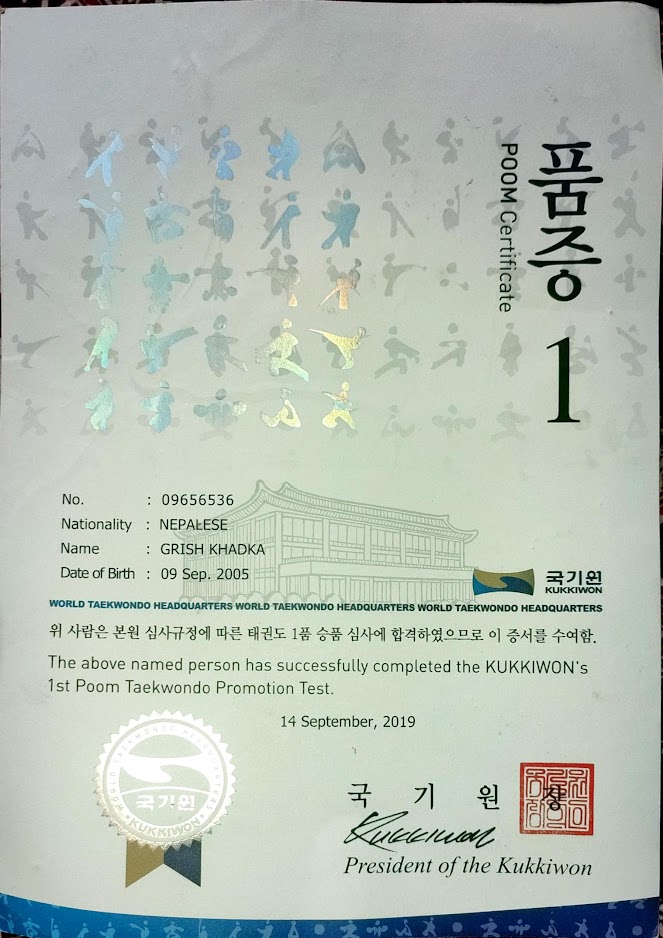 품증
POOM Certificate
1
No. : 09656536
Nationality : NEPALESE
Name : GRISH KHADKA
Date of Birth : 09 Sep. 2005
국기원
KUKKIWON
WORLD TAEKWONDO HEADQUARTERS WORLD TAEKWONDO HEADQUARTERS WORLD TAEKWONDO HEADQUARTERS
위 사람은 본원 심사규정에 따른 태권도 1품 승품 심사에 합격하였으므로 이 증서를 수여함.
The above named person has successfully completed the KUKKIWON's
1st Poom Taekwondo Promotion Test.
14 September, 2019
WORLD TAEKWONDO HEADQUARTERS
국기원
KUKKIWON
국 기 원 장
Kukkiwon
President of the Kukkiwon